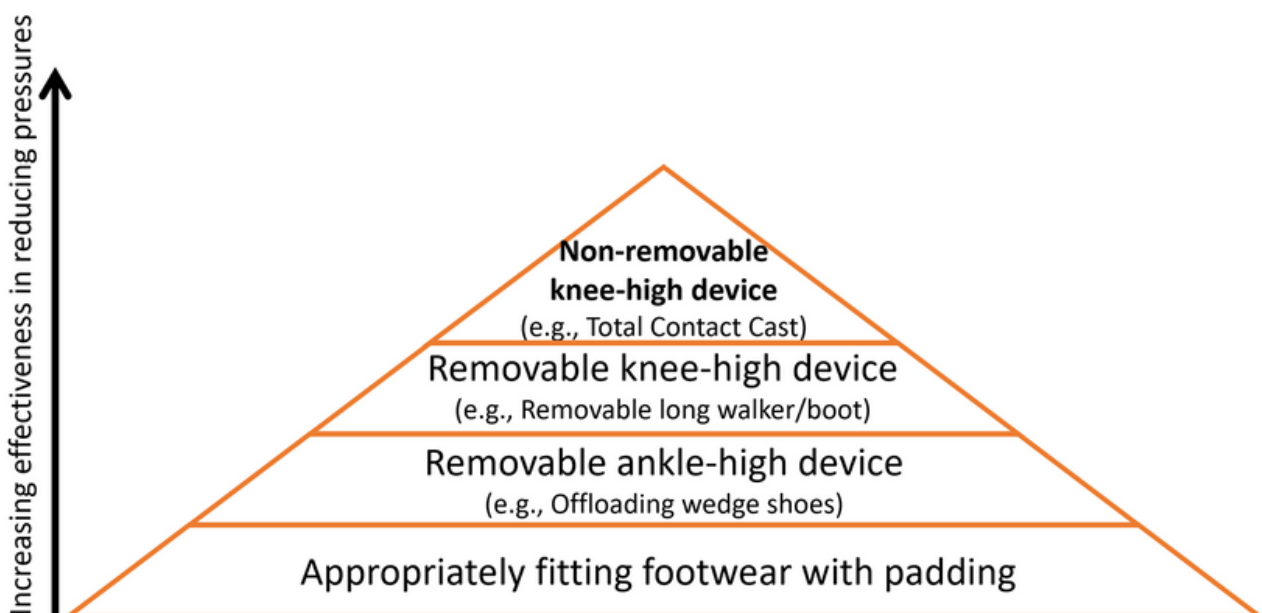 Increasing effectiveness in reducing pressures
Non-removable
knee-high device
(e.g., Total Contact Cast)
Removable knee-high device
(e.g., Removable long walker/boot)
Removable ankle-high device
(e.g., Offloading wedge shoes)
Appropriately fitting footwear with padding